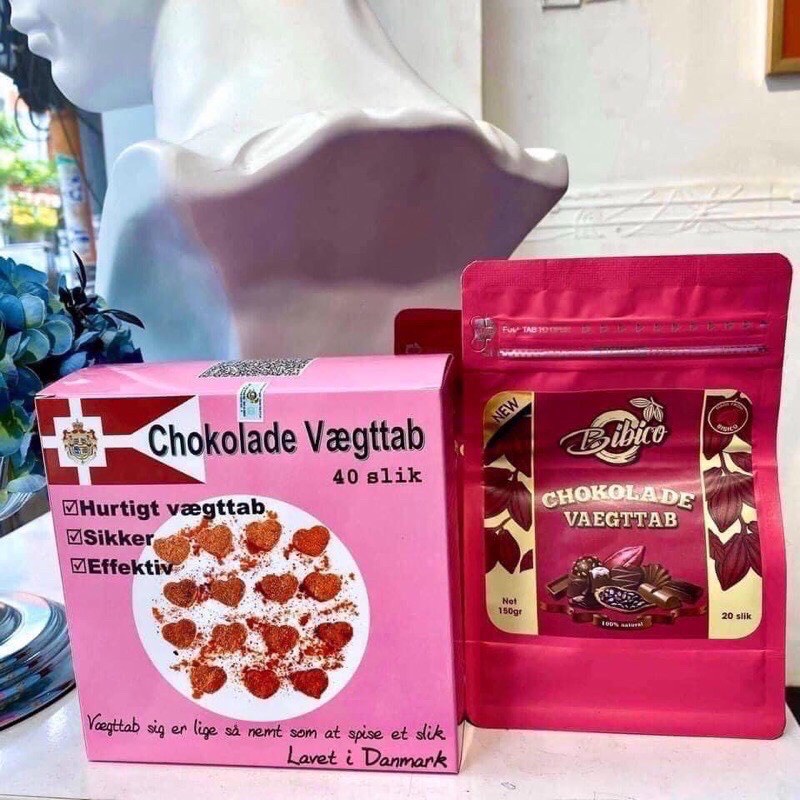 Chokolade Vægttab
40 slik
☑Hurtigt vægttab
☑Sikker
☑Effektiv
Vægttab sig er lige så nemt som at spise et slik
Lavet i Danmark
NEW
Bibico
BIBICO
CHOKOLADE
VAEGTTAB
Net
150gr
100% natural
20 slik